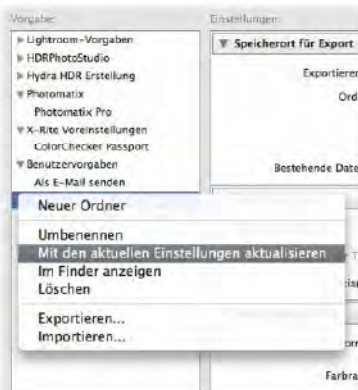 Vorgabe:
Lightroom-Vorgaben
HDRPhotoStudio
Hydra HDR Erstellung
Photomatix
Photomatix Pro
X-Rite Voreinstellungen
ColorChecker Passport
Benutzervorgaben
Als E-Mail senden
Neuer Ordner
Umbenennen
Mit den aktuellen Einstellungen aktualisieren
Im Finder anzeigen
Löschen
Exportieren...
Importieren...
Einstellungen:
Speicherort für Export
Exportieren
Ord
Bestehende Date
Farbra